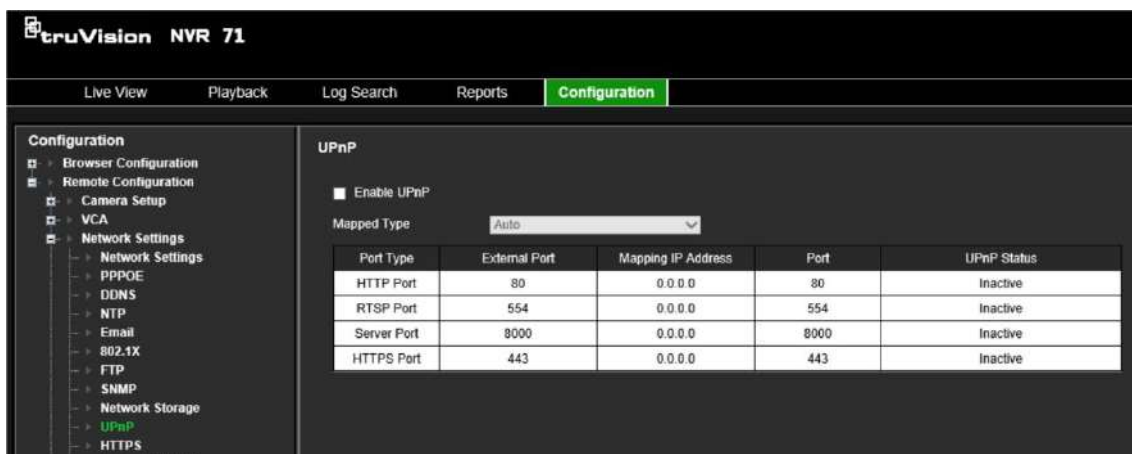 truVision NVR 71
Live View Playback Log Search Reports Configuration
Configuration
Browser Configuration
Remote Configuration
Camera Setup
VCA
Network Settings
Network Settings
PPPOE
DDNS
NTP
Email
802.1X
FTP
SNMP
Network Storage
UPnP
HTTPS
UPnP
Enable UPnP
Mapped Type Auto
Port Type External Port Mapping IP Address Port UPnP Status
HTTP Port 80 0.0.0.0 80 Inactive
RTSP Port 554 0.0.0.0 554 Inactive
Server Port 8000 0.0.0.0 8000 Inactive
HTTPS Port 443 0.0.0.0 443 Inactive